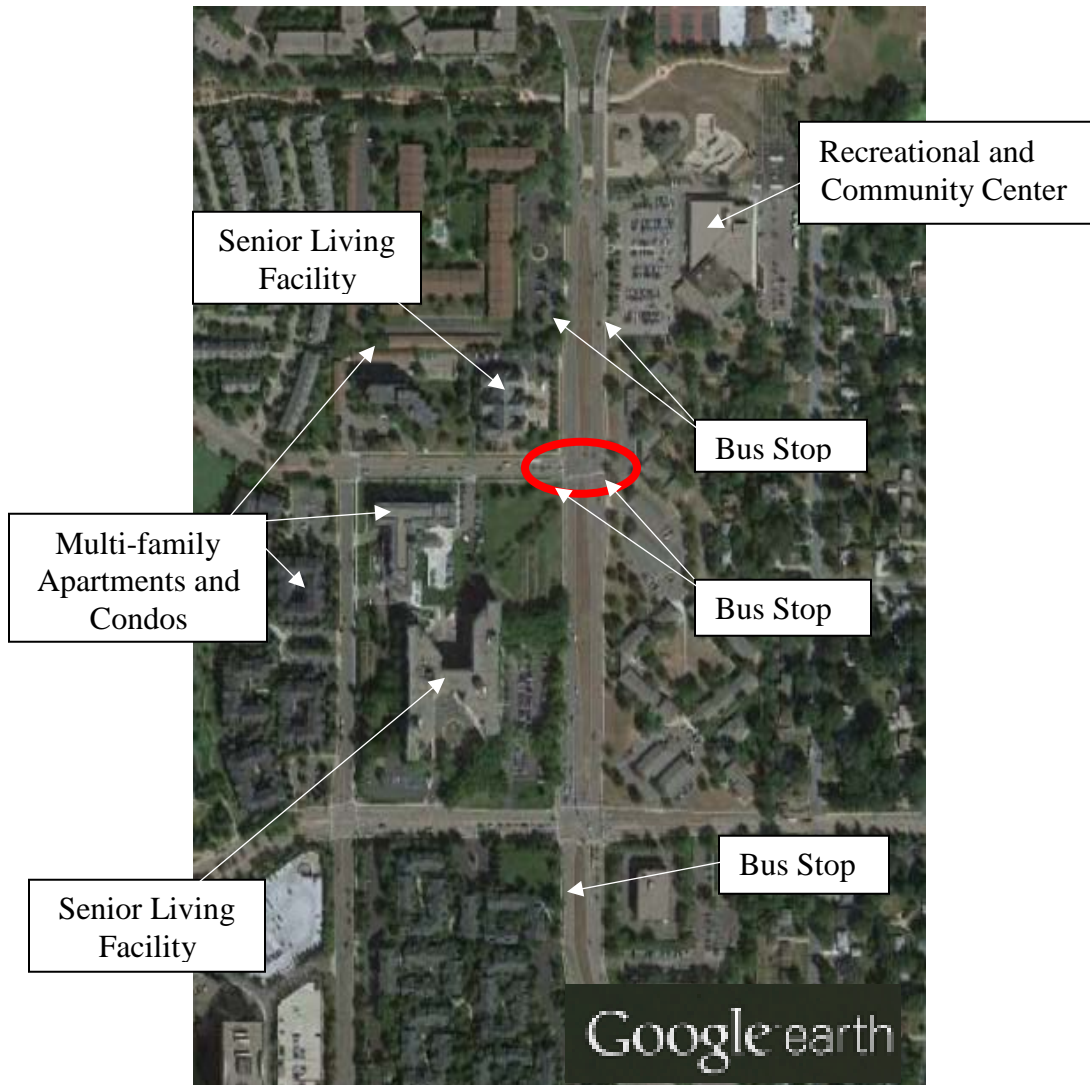 Recreational and
Community Center
Senior Living
Facility
Bus Stop
Multi-family
Apartments and
Condos
Bus Stop
Bus Stop
Senior Living
Facility
Google earth